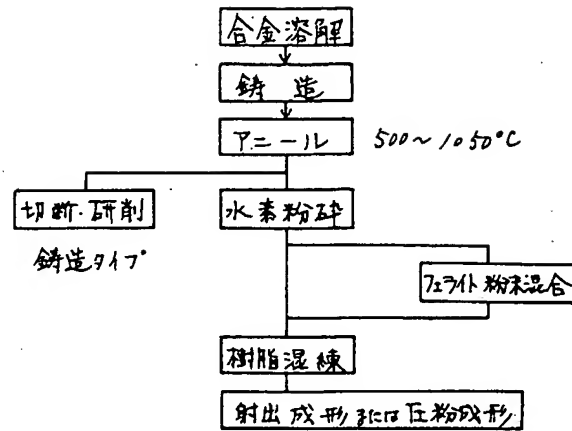 合金溶解
鋳造
アニール 500～1050°C
切断・研削
水素粉砕
鋳造タイプ
フェライト粉末混合
樹脂混練
射出成形または圧粉成形